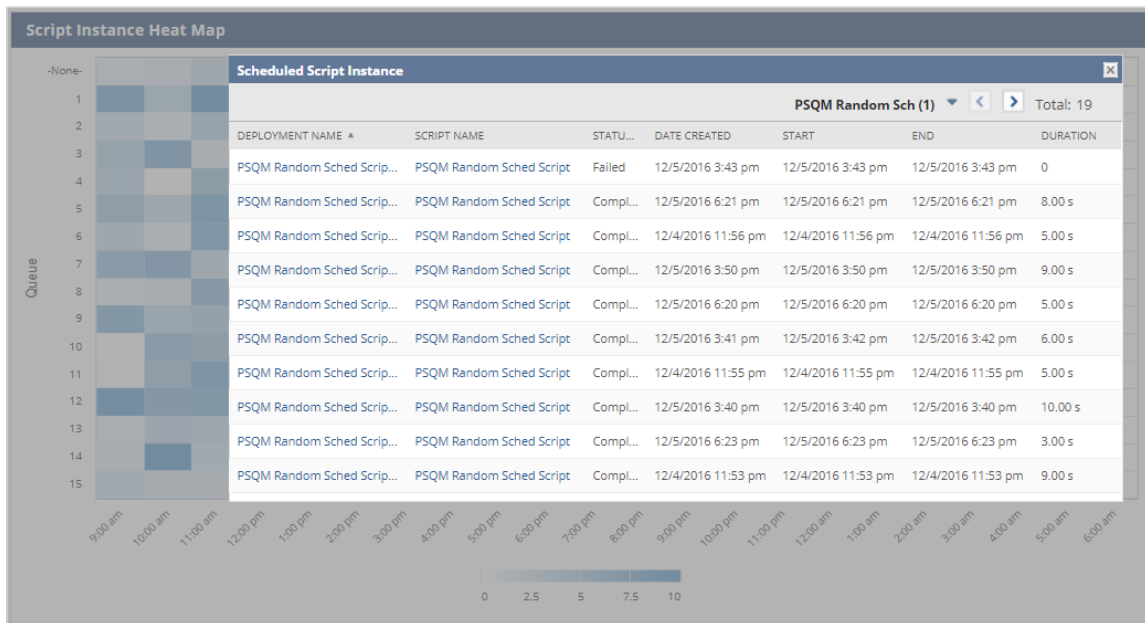 Script Instance Heat Map
Scheduled Script Instance
PSQM Random Sch (1) Total: 19
DEPLOYMENT NAME SCRIPT NAME STATU... DATE CREATED START END DURATION
PSQM Random Sched Scrip... PSQM Random Sched Script Failed 12/5/2016 3:43 pm 12/5/2016 3:43 pm 12/5/2016 3:43 pm 0
PSQM Random Sched Scrip... PSQM Random Sched Script Compl... 12/5/2016 6:21 pm 12/5/2016 6:21 pm 12/5/2016 6:21 pm 8.00 s
PSQM Random Sched Scrip... PSQM Random Sched Script Compl... 12/4/2016 11:56 pm 12/4/2016 11:56 pm 12/4/2016 11:56 pm 5.00 s
PSQM Random Sched Scrip... PSQM Random Sched Script Compl... 12/5/2016 3:50 pm 12/5/2016 3:50 pm 12/5/2016 3:50 pm 9.00 s
PSQM Random Sched Scrip... PSQM Random Sched Script Compl... 12/5/2016 6:20 pm 12/5/2016 6:20 pm 12/5/2016 6:20 pm 5.00 s
PSQM Random Sched Scrip... PSQM Random Sched Script Compl... 12/5/2016 3:41 pm 12/5/2016 3:42 pm 12/5/2016 3:42 pm 6.00 s
PSQM Random Sched Scrip... PSQM Random Sched Script Compl... 12/4/2016 11:55 pm 12/4/2016 11:55 pm 12/4/2016 11:55 pm 5.00 s
PSQM Random Sched Scrip... PSQM Random Sched Script Compl... 12/5/2016 3:40 pm 12/5/2016 3:40 pm 12/5/2016 3:40 pm 10.00 s
PSQM Random Sched Scrip... PSQM Random Sched Script Compl... 12/5/2016 6:23 pm 12/5/2016 6:23 pm 12/5/2016 6:23 pm 3.00 s
PSQM Random Sched Scrip... PSQM Random Sched Script Compl... 12/4/2016 11:53 pm 12/4/2016 11:53 pm 12/4/2016 11:53 pm 9.00 s
Queue
-None-
1
2
3
4
5
6
7
8
9
10
11
12
13
14
15
9:00 am 10:00 am 11:00 am 12:00 pm 1:00 pm 2:00 pm 3:00 pm 4:00 pm 5:00 pm 6:00 pm 7:00 pm 8:00 pm 9:00 pm 10:00 pm 11:00 pm 12:00 am 1:00 am 2:00 am 3:00 am 4:00 am 5:00 am 6:00 am
0 2.5 5 7.5 10